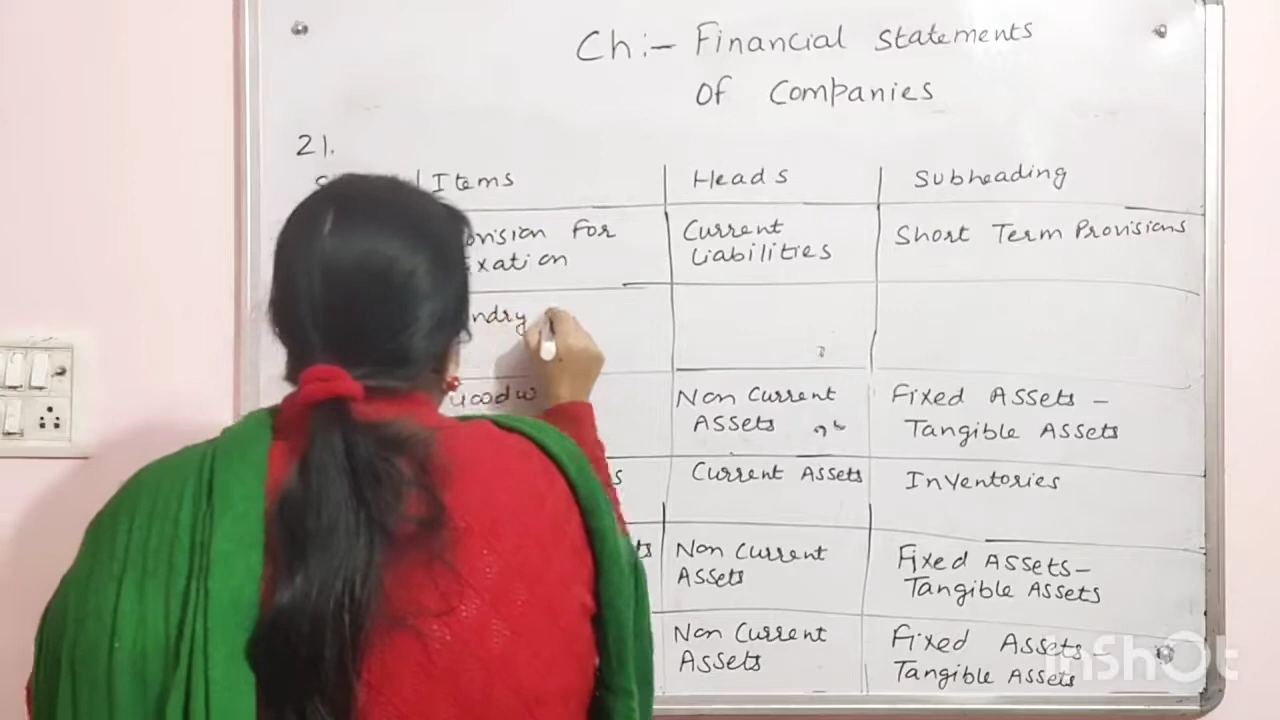 Ch:- Financial Statements
Of Companies
21.
Items Heads Subheading
For Current Liabilities Short Term Provisions
Non Current Assets Fixed Assets - Tangible Assets
Current Assets Inventories
Non Current Assets Fixed Assets- Tangible Assets
Non Current Assets Fixed Assets- Tangible Assets
InShOt